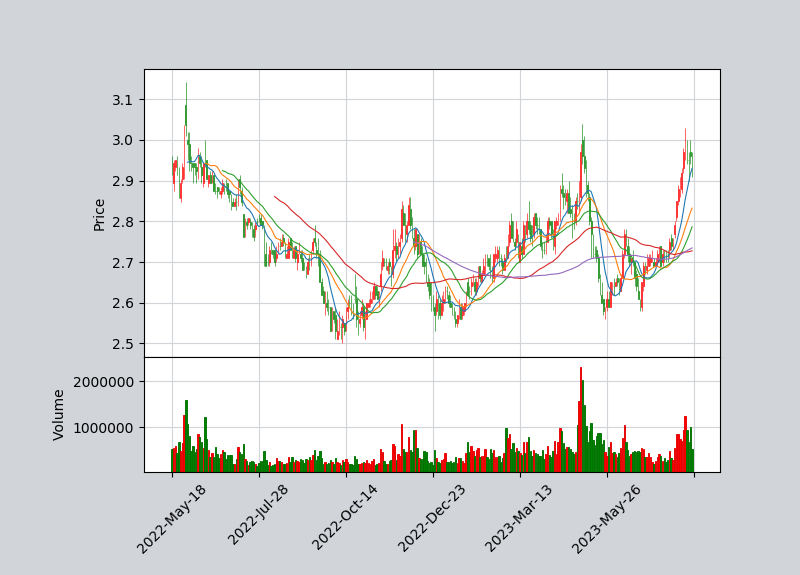 3.1
3.0
2.9
2.8
2.7
2.6
2.5
Price
2000000
1000000
Volume
2022-May-18
2022-Jul-28
2022-Oct-14
2022-Dec-23
2023-Mar-13
2023-May-26